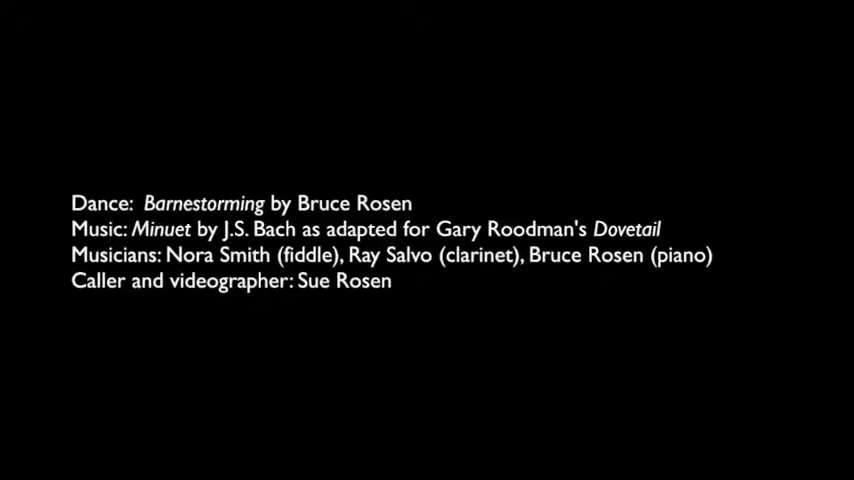 Dance: Barnestorming by Bruce Rosen
Music: Minuet by J.S. Bach as adapted for Gary Roodman's Dovetail
Musicians: Nora Smith (fiddle), Ray Salvo (clarinet), Bruce Rosen (piano)
Caller and videographer: Sue Rosen